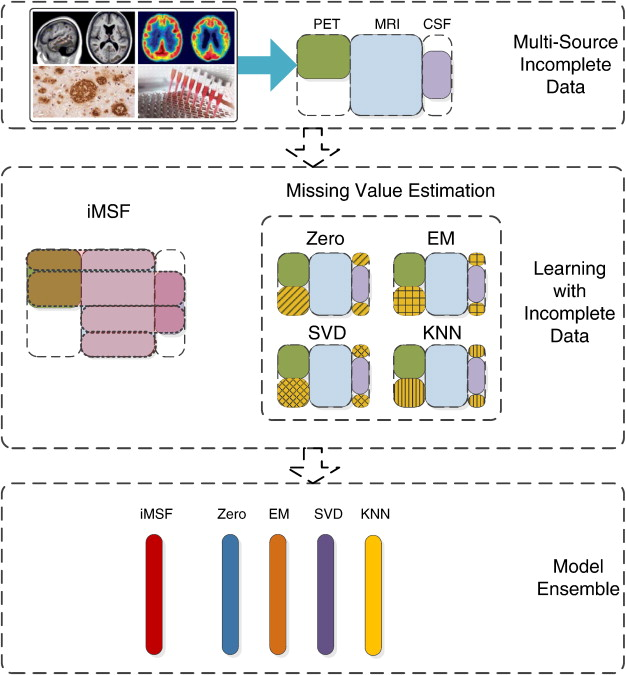 PET MRI CSF
Multi-Source
Incomplete
Data
Missing Value Estimation
iMSF
Zero EM
SVD KNN
Learning
with
Incomplete
Data
iMSF Zero EM SVD KNN
Model
Ensemble